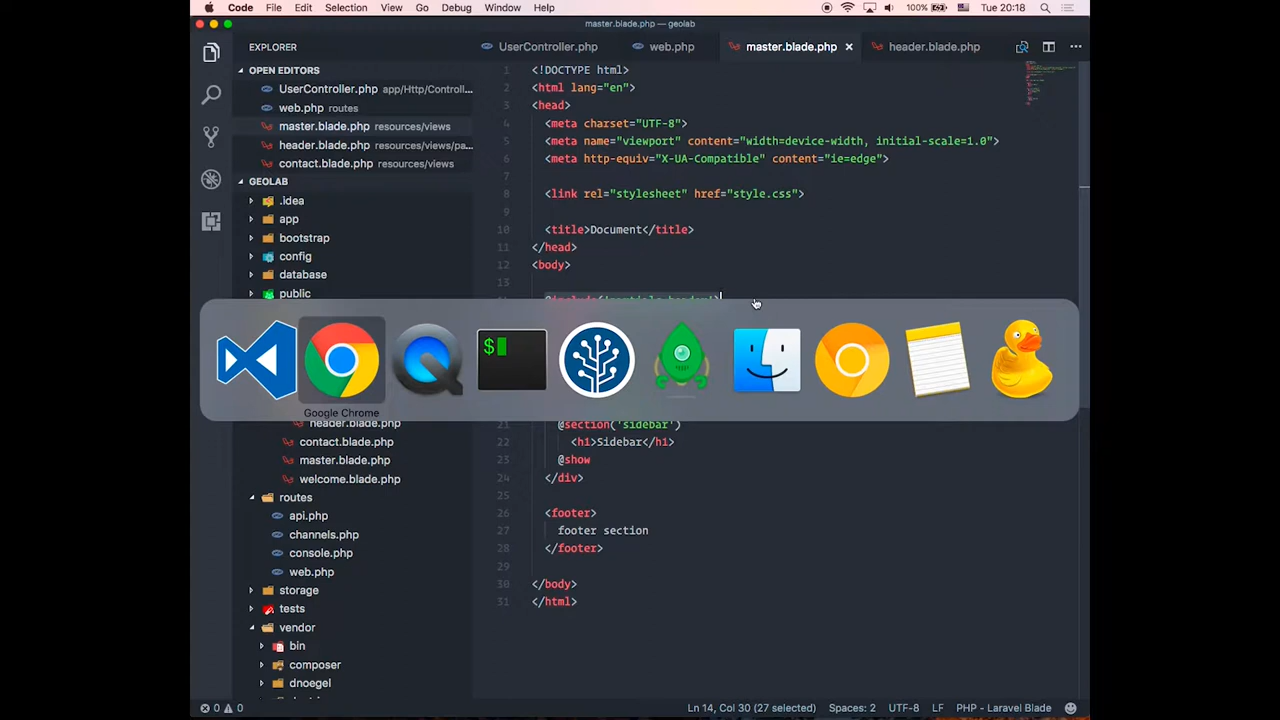 Code File Edit Selection View Go Debug Window Help 100% Tue 20:18
master.blade.php — geolab
EXPLORER
OPEN EDITORS
UserController.php app/Http/Controll...
web.php routes
master.blade.php resources/views
header.blade.php resources/views/pa...
contact.blade.php resources/views
GEOLAB
.idea
app
bootstrap
config
database
public
header.blade.php
contact.blade.php
master.blade.php
welcome.blade.php
routes
api.php
channels.php
console.php
web.php
storage
tests
vendor
bin
composer
dnoegel
UserController.php web.php master.blade.php header.blade.php
1 <!DOCTYPE html>
2 <html lang="en">
3 <head>
4 <meta charset="UTF-8">
5 <meta name="viewport" content="width=device-width, initial-scale=1.0">
6 <meta http-equiv="X-UA-Compatible" content="ie=edge">
7
8 <link rel="stylesheet" href="style.css">
9
10 <title>Document</title>
11 </head>
12 <body>
13
$
Google Chrome
21 @section('sidebar')
22 <h1>Sidebar</h1>
23 @show
24 </div>
25
26 <footer>
27 footer section
28 </footer>
29
30 </body>
31 </html>
0 0 Ln 14, Col 30 (27 selected) Spaces: 2 UTF-8 LF PHP - Laravel Blade